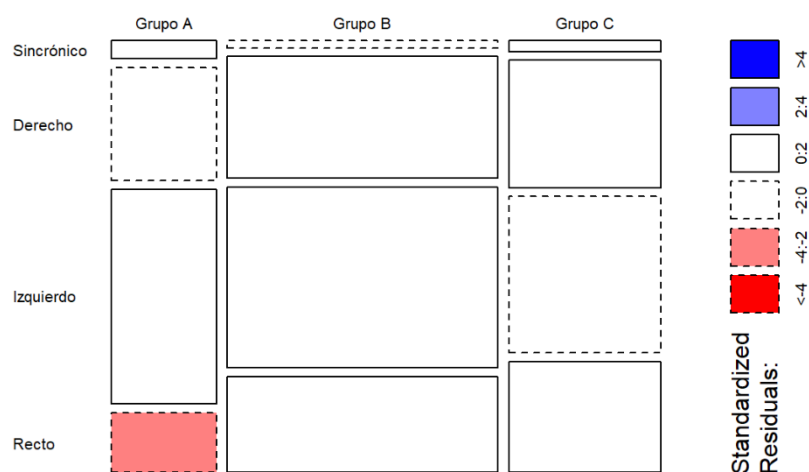 Grupo A
Grupo B
Grupo C
Sincrónico
Derecho
Izquierdo
Recto
>4
2:4
0:2
-2:0
-4:-2
<-4
Standardized
Residuals: